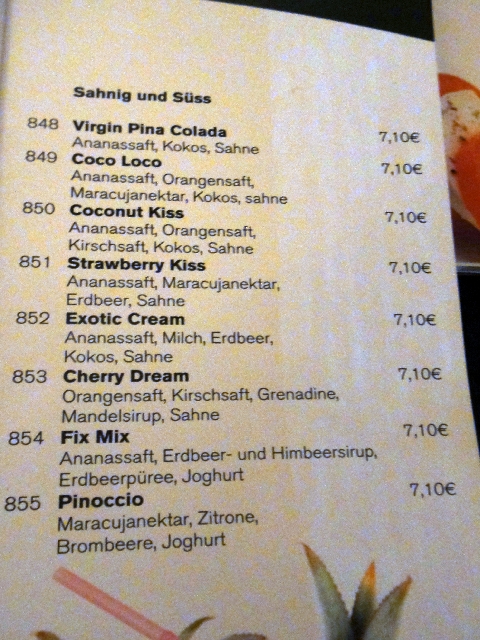 Sahnig und Süss
848 Virgin Pina Colada 7,10€
Ananassaft, Kokos, Sahne
849 Coco Loco 7,10€
Ananassaft, Orangensaft,
Maracujanektar, Kokos, sahne
850 Coconut Kiss 7,10€
Ananassaft, Orangensaft,
Kirschsaft, Kokos, Sahne
851 Strawberry Kiss 7,10€
Ananassaft, Maracujanektar,
Erdbeer, Sahne
852 Exotic Cream 7,10€
Ananassaft, Milch, Erdbeer,
Kokos, Sahne
853 Cherry Dream 7,10€
Orangensaft, Kirschsaft, Grenadine,
Mandelsirup, Sahne
854 Fix Mix 7,10€
Ananassaft, Erdbeer- und Himbeersirup,
Erdbeerpüree, Joghurt
855 Pinoccio 7,10€
Maracujanektar, Zitrone,
Brombeere, Joghurt